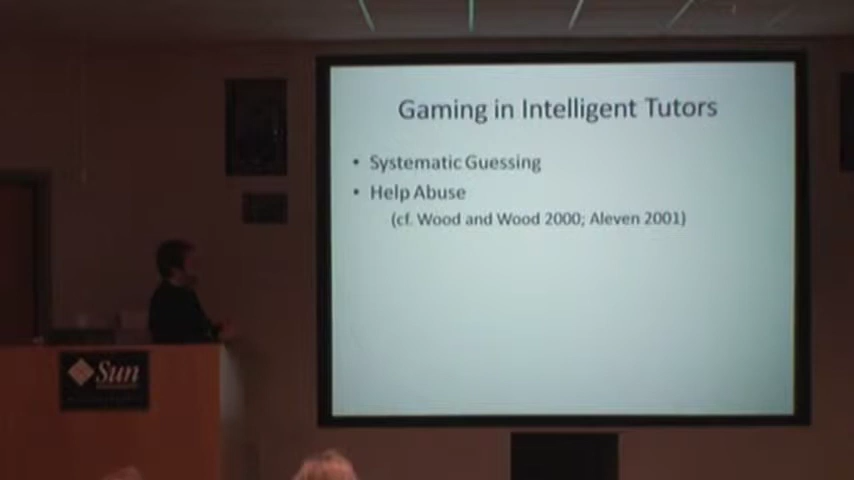 Gaming in Intelligent Tutors
• Systematic Guessing
• Help Abuse
(cf. Wood and Wood 2000; Aleven 2001)
Sun